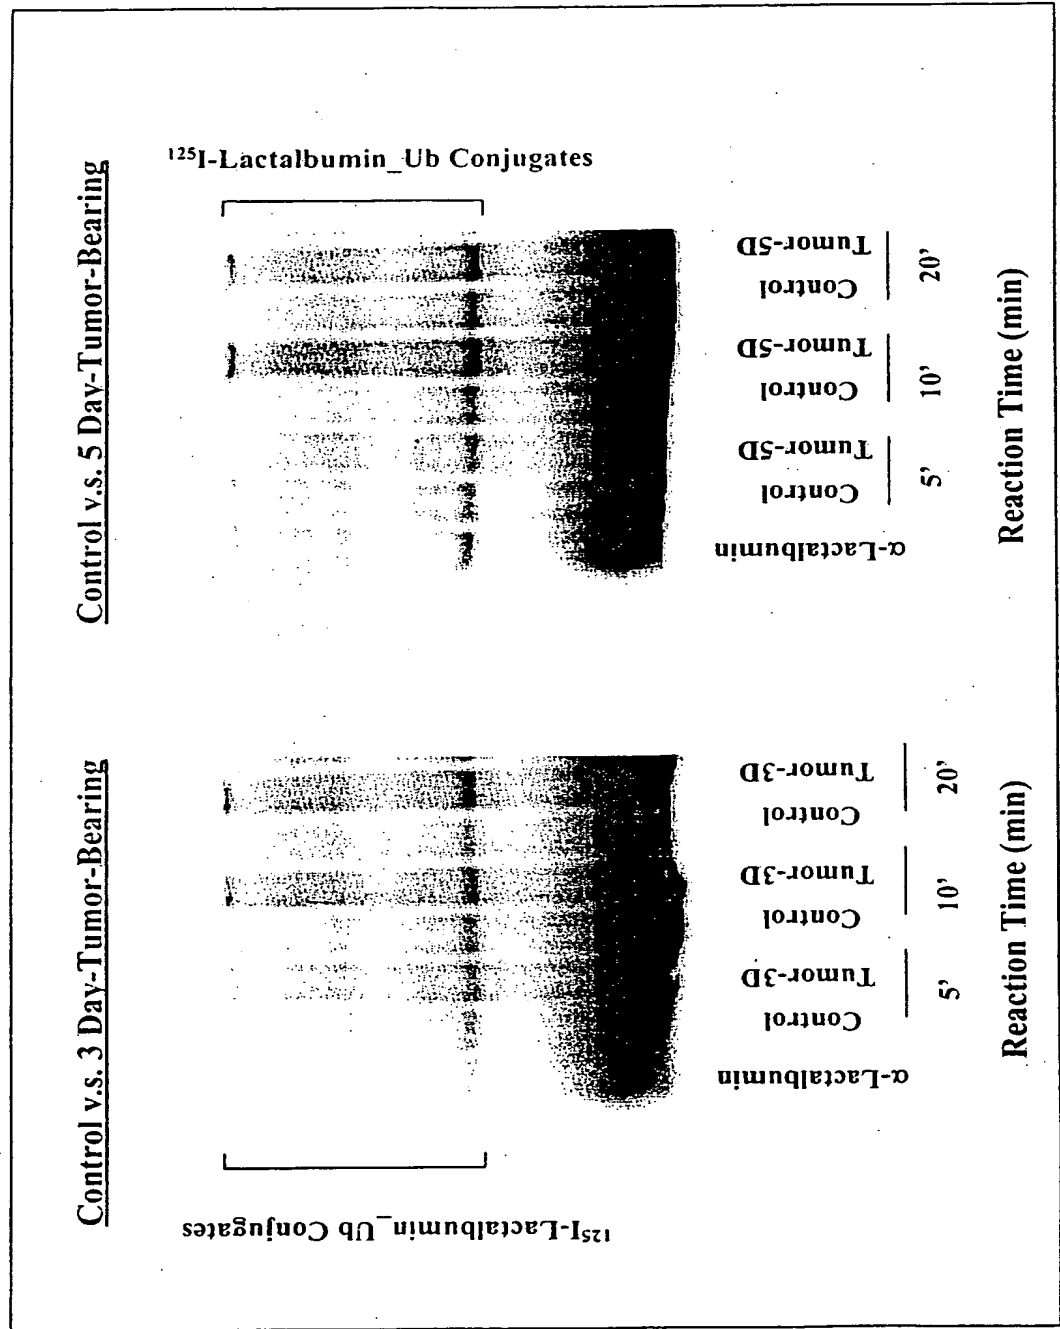 Control v.s. 3 Day-Tumor-Bearing
¹²⁵I-Lactalbumin_Ub Conjugates
α-Lactalbumin
Control
Tumor-3D
Control
Tumor-3D
Control
Tumor-3D
5'
10'
20'
Reaction Time (min)
Control v.s. 5 Day-Tumor-Bearing
¹²⁵I-Lactalbumin_Ub Conjugates
α-Lactalbumin
Control
Tumor-5D
Control
Tumor-5D
Control
Tumor-5D
5'
10'
20'
Reaction Time (min)